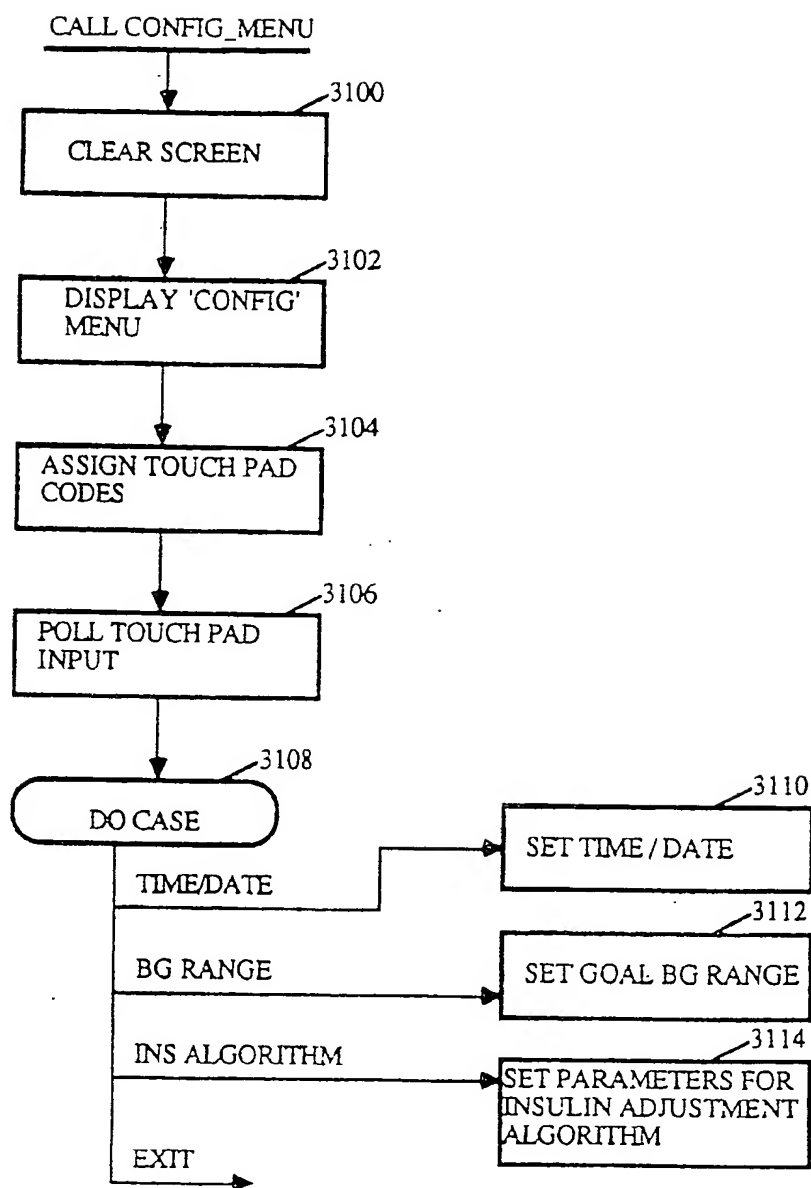 CALL CONFIG_MENU
3100
CLEAR SCREEN
3102
DISPLAY 'CONFIG'
MENU
3104
ASSIGN TOUCH PAD
CODES
3106
POLL TOUCH PAD
INPUT
3108
DO CASE
3110
SET TIME / DATE
TIME/DATE
3112
SET GOAL BG RANGE
BG RANGE
3114
INS ALGORITHM
SET PARAMETERS FOR
INSULIN ADJUSTMENT
ALGORITHM
EXIT